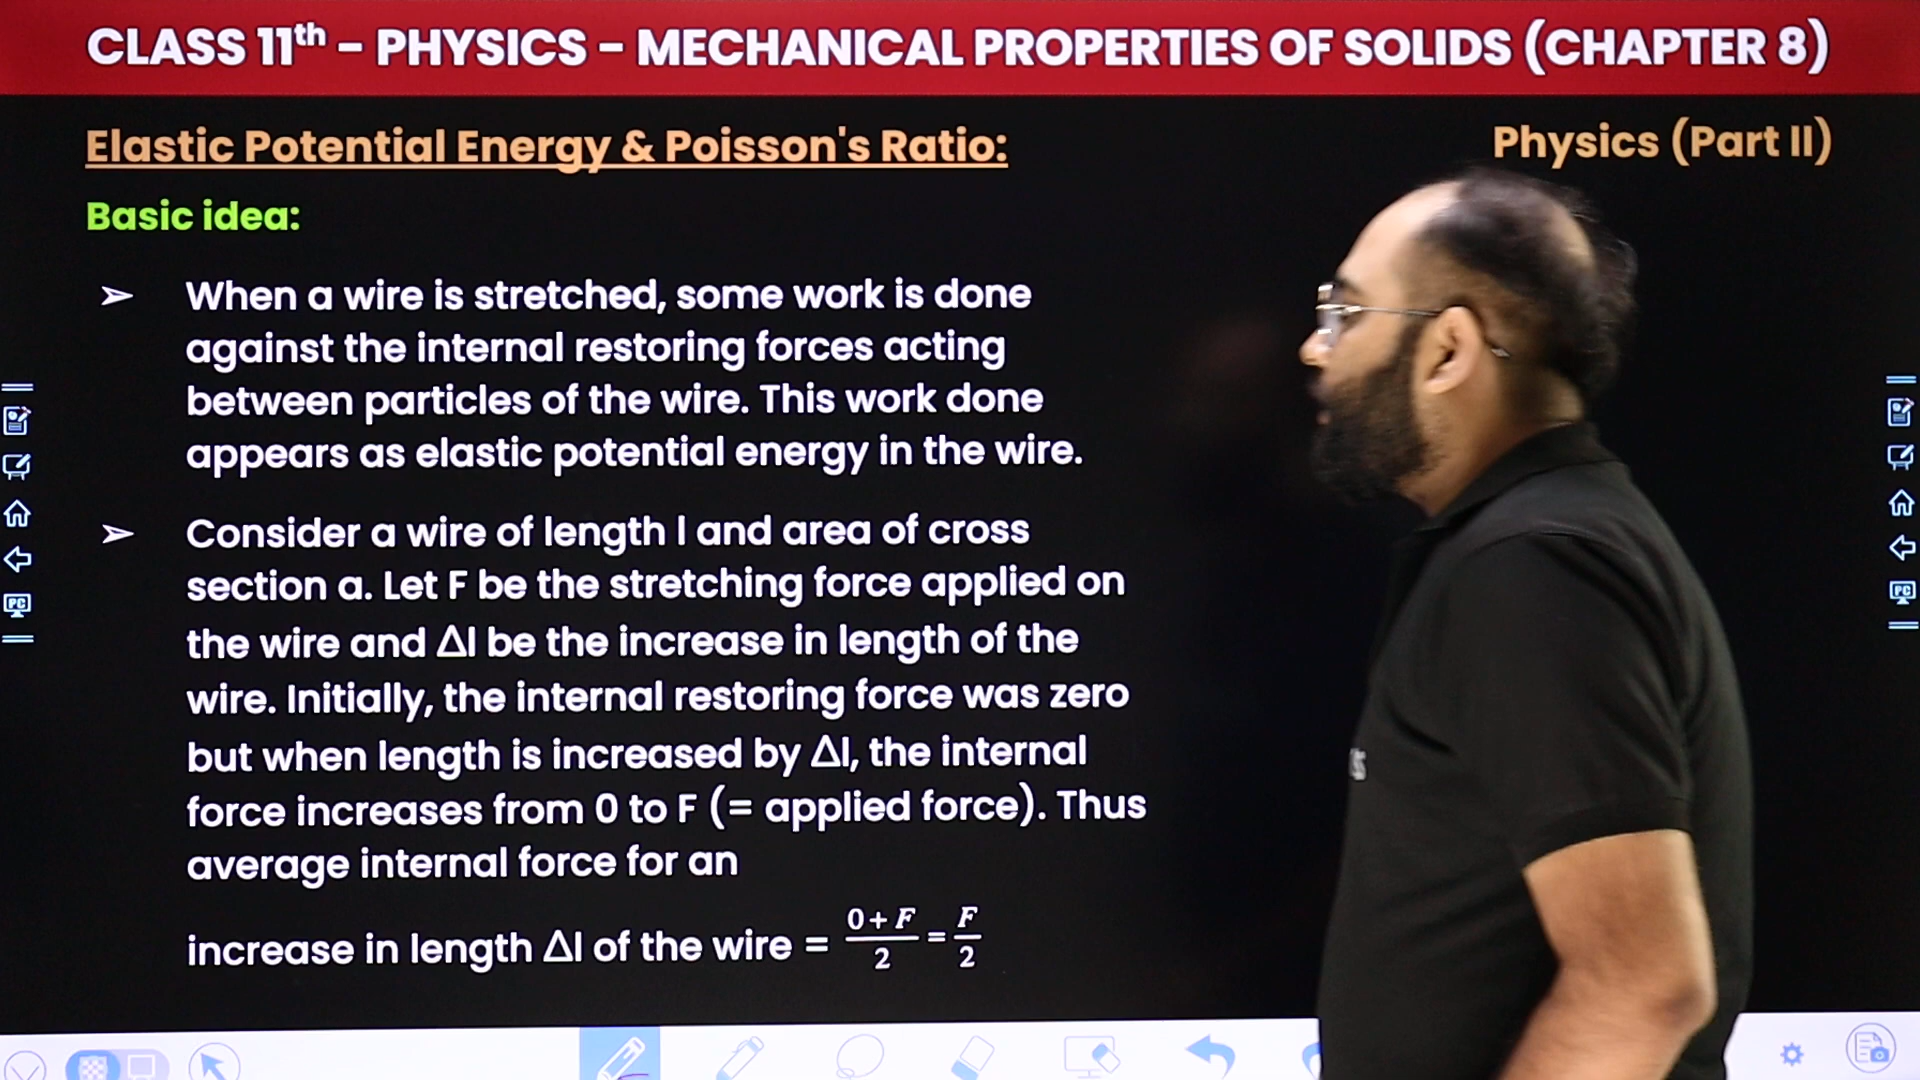 CLASS 11th – PHYSICS – MECHANICAL PROPERTIES OF SOLIDS (CHAPTER 8)
Elastic Potential Energy & Poisson's Ratio:
Physics (Part II)
Basic idea:
➢ When a wire is stretched, some work is done
against the internal restoring forces acting
between particles of the wire. This work done
appears as elastic potential energy in the wire.
➢ Consider a wire of length l and area of cross
section a. Let F be the stretching force applied on
the wire and Δl be the increase in length of the
wire. Initially, the internal restoring force was zero
but when length is increased by Δl, the internal
force increases from 0 to F (= applied force). Thus
average internal force for an
increase in length Δl of the wire = (0 + F)/2 = F/2
PC
PC